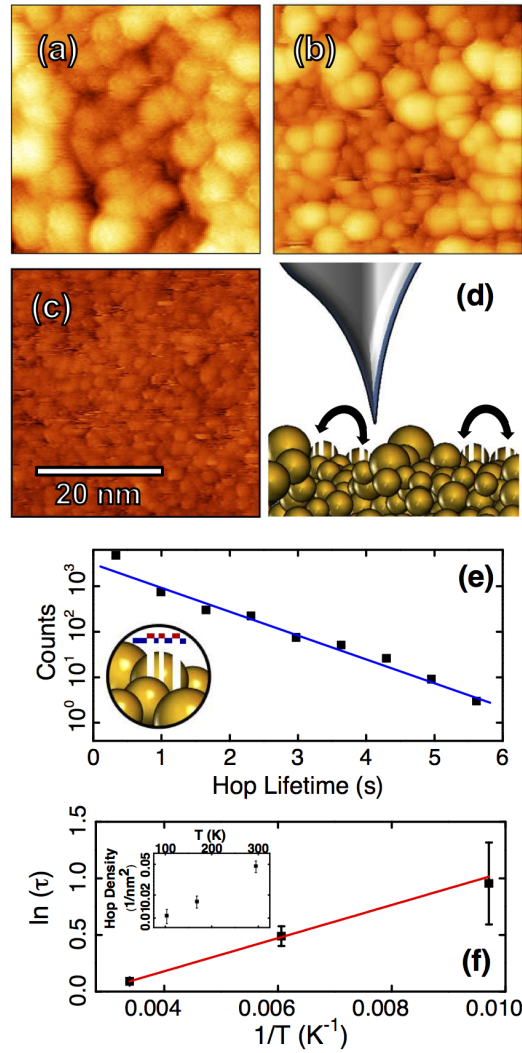 (a)
(b)
(c)
20 nm
(d)
(e)
Counts
10³
10²
10¹
10⁰
0 1 2 3 4 5 6
Hop Lifetime (s)
(f)
ln (τ)
1.5
1.0
0.5
0.0
T (K)
100 200 300
Hop Density
(1/nm²)
0.05
0.02
0.01
0.004 0.006 0.008 0.010
1/T (K⁻¹)